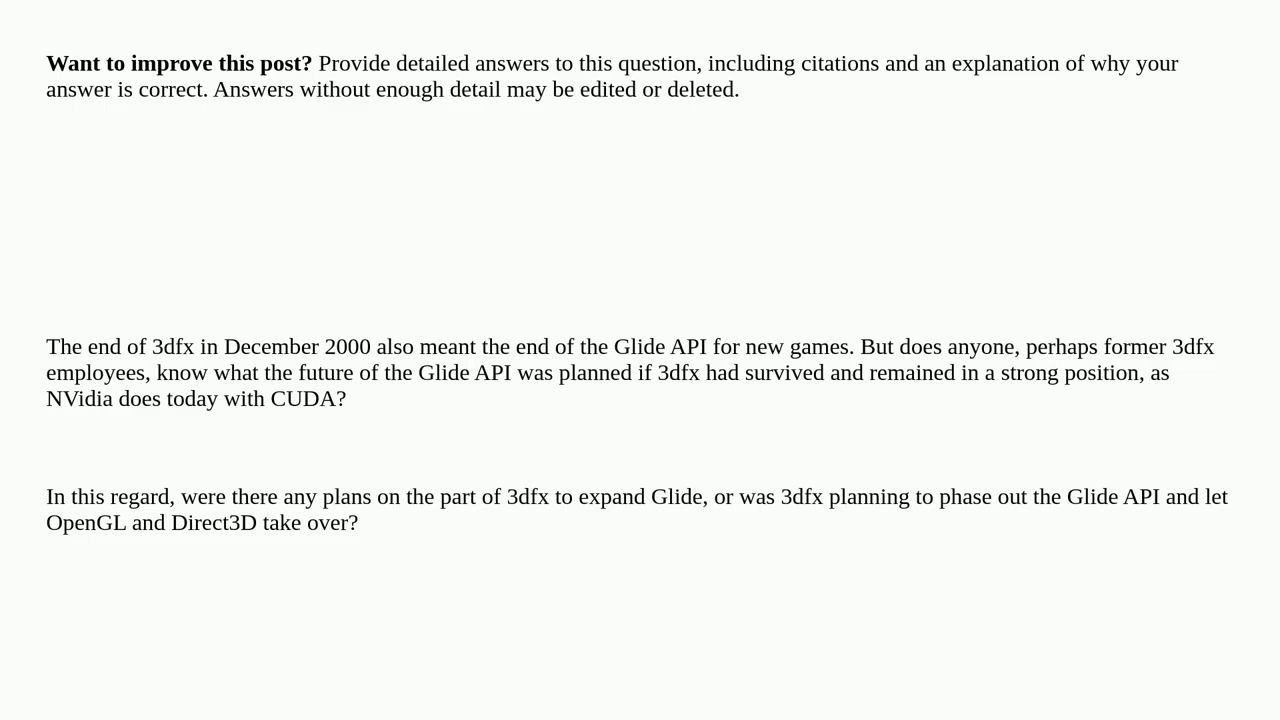 Want to improve this post? Provide detailed answers to this question, including citations and an explanation of why your
answer is correct. Answers without enough detail may be edited or deleted.
The end of 3dfx in December 2000 also meant the end of the Glide API for new games. But does anyone, perhaps former 3dfx
employees, know what the future of the Glide API was planned if 3dfx had survived and remained in a strong position, as
NVidia does today with CUDA?
In this regard, were there any plans on the part of 3dfx to expand Glide, or was 3dfx planning to phase out the Glide API and let
OpenGL and Direct3D take over?